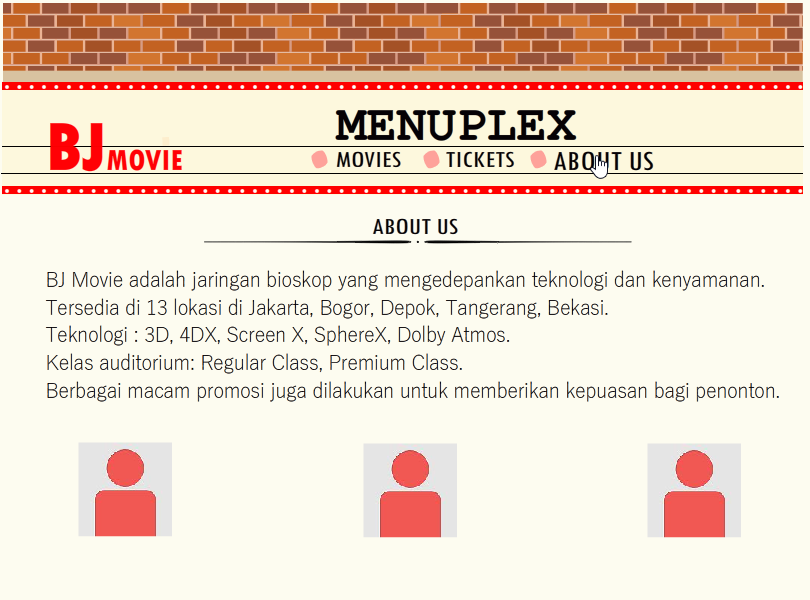 MENUPLEX
BJ MOVIE
MOVIES TICKETS ABOUT US
ABOUT US
BJ Movie adalah jaringan bioskop yang mengedepankan teknologi dan kenyamanan.
Tersedia di 13 lokasi di Jakarta, Bogor, Depok, Tangerang, Bekasi.
Teknologi : 3D, 4DX, Screen X, SphereX, Dolby Atmos.
Kelas auditorium: Regular Class, Premium Class.
Berbagai macam promosi juga dilakukan untuk memberikan kepuasan bagi penonton.